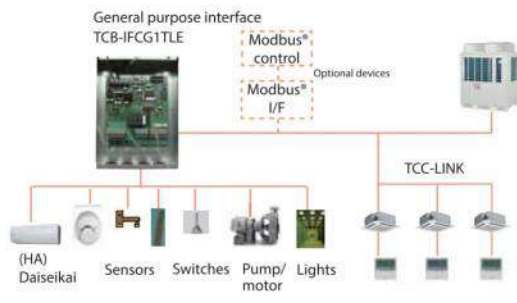 General purpose interface
TCB-IFCG1TLE
Modbus®
control
Optional devices
Modbus®
I/F
TCC-LINK
(HA)
Daiseikai
Sensors
Switches
Pump/
motor
Lights